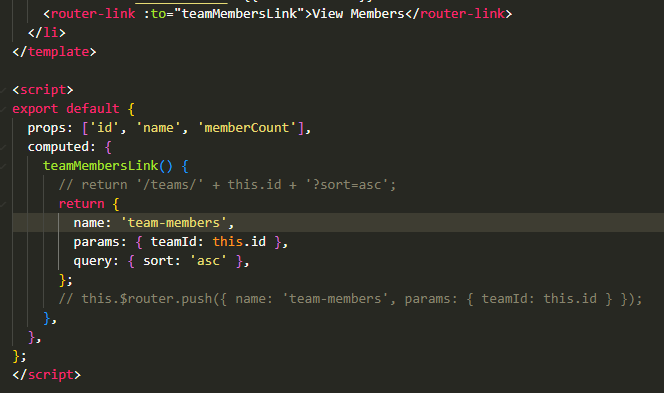 <router-link :to="teamMembersLink">View Members</router-link>
</li>
</template>
<script>
export default {
props: ['id', 'name', 'memberCount'],
computed: {
teamMembersLink() {
// return '/teams/' + this.id + '?sort=asc';
return {
name: 'team-members',
params: { teamId: this.id },
query: { sort: 'asc' },
};
// this.$router.push({ name: 'team-members', params: { teamId: this.id } });
},
},
};
</script>